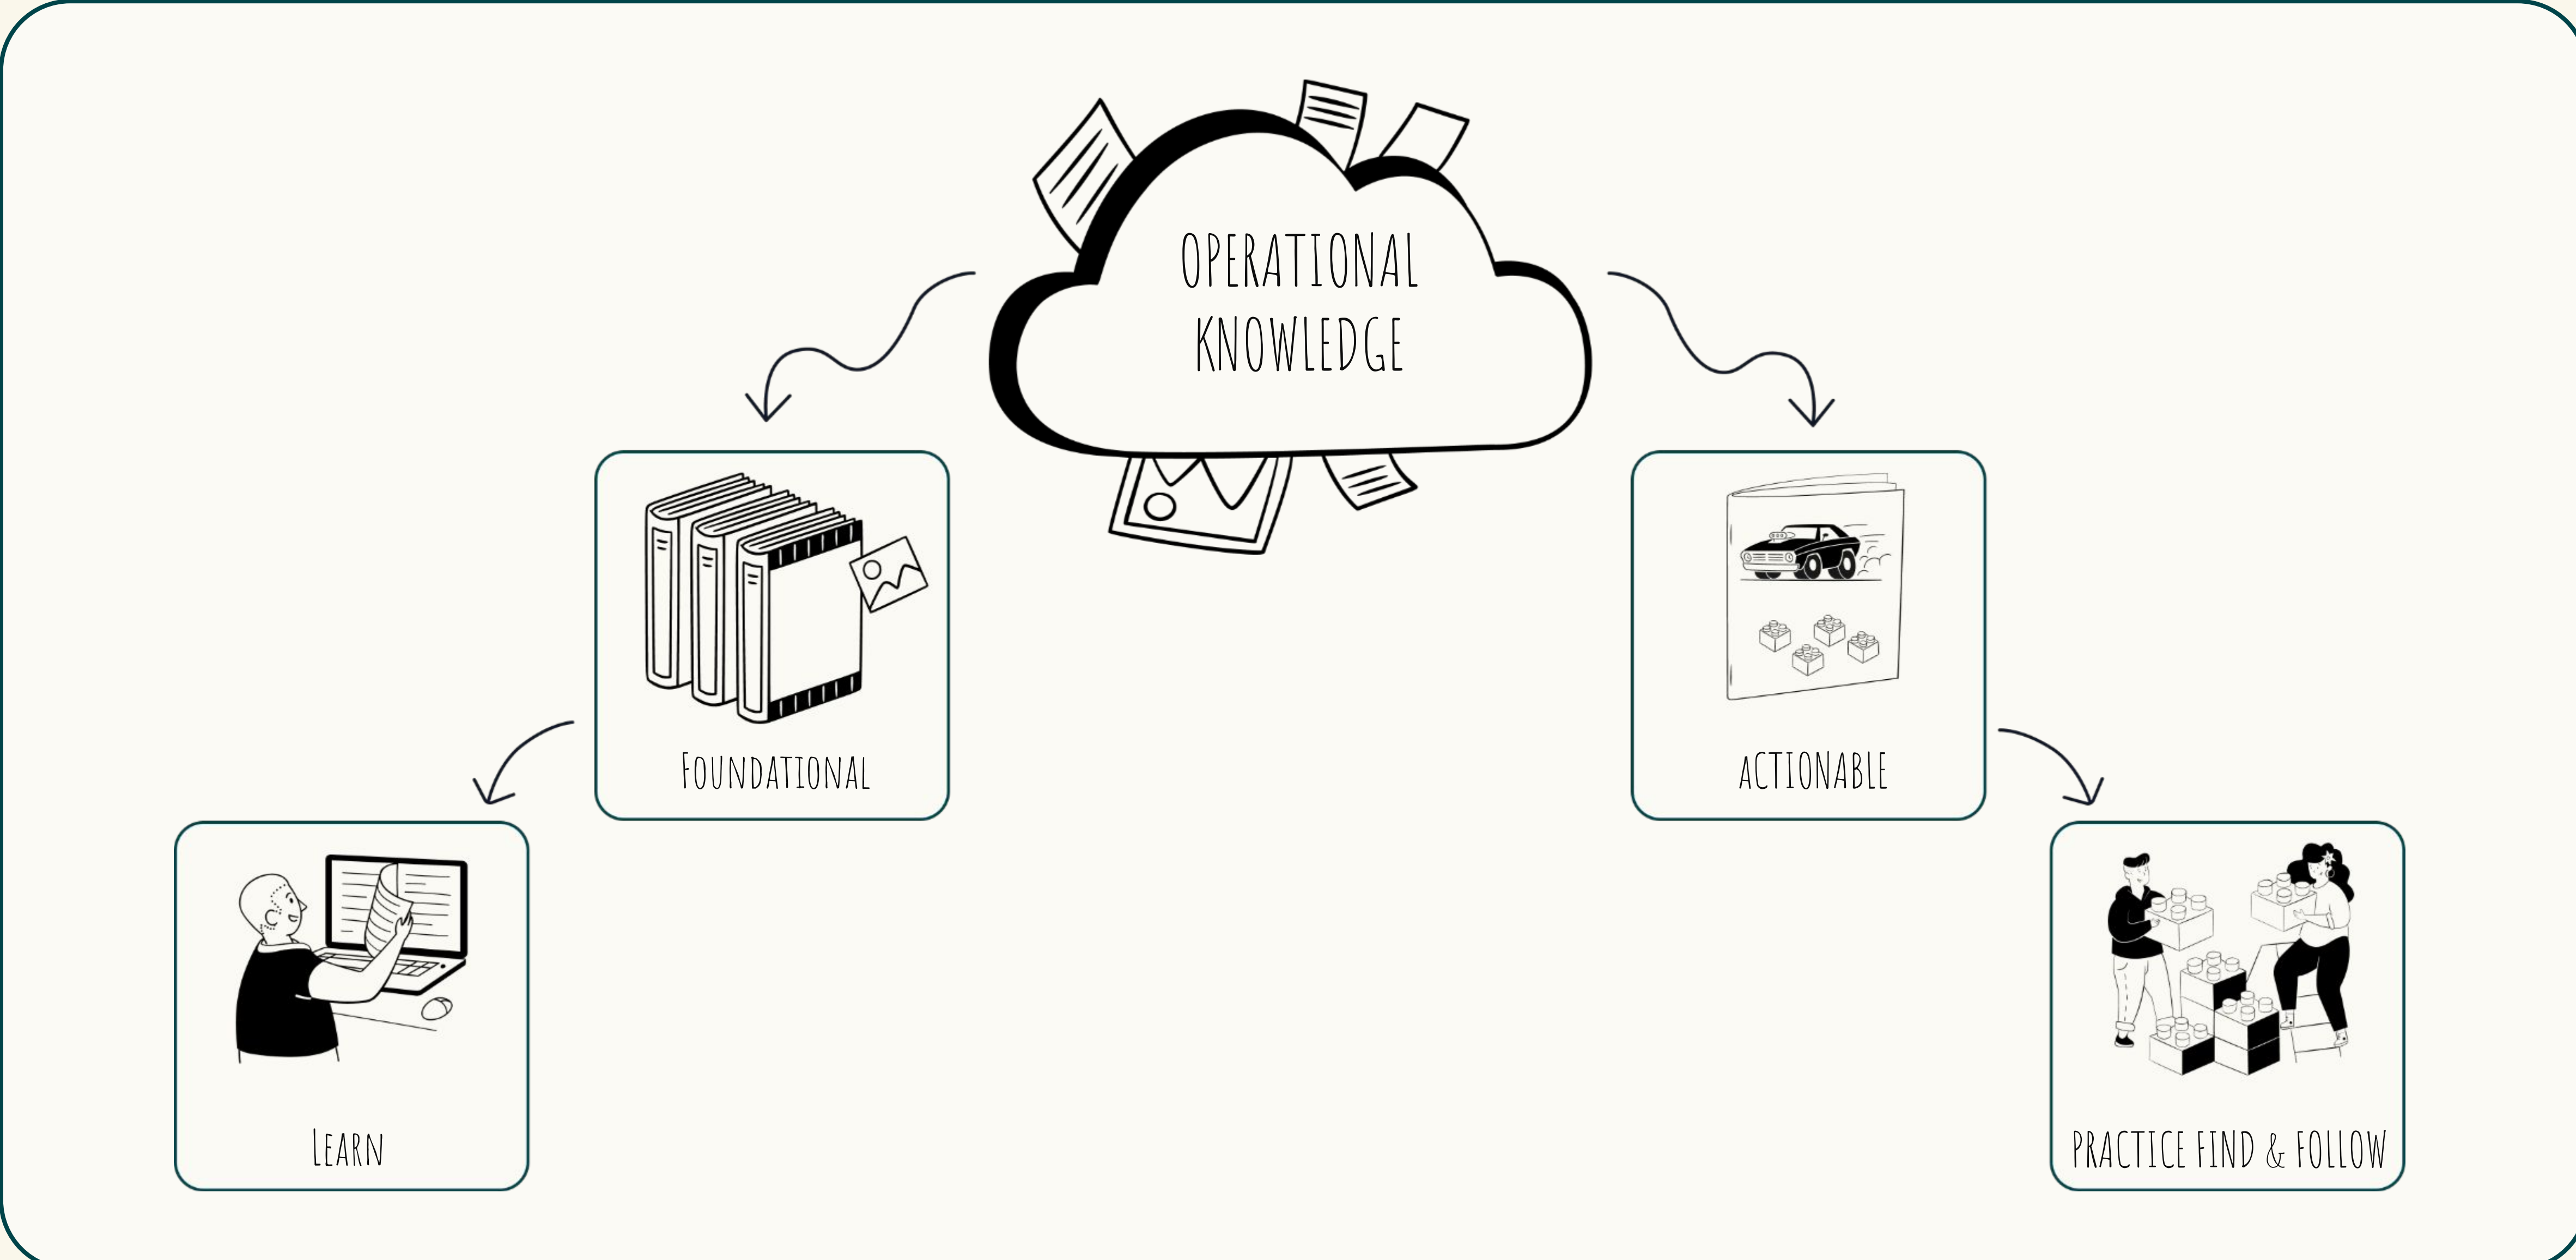 OPERATIONAL
KNOWLEDGE
FOUNDATIONAL
ACTIONABLE
LEARN
PRACTICE FIND & FOLLOW